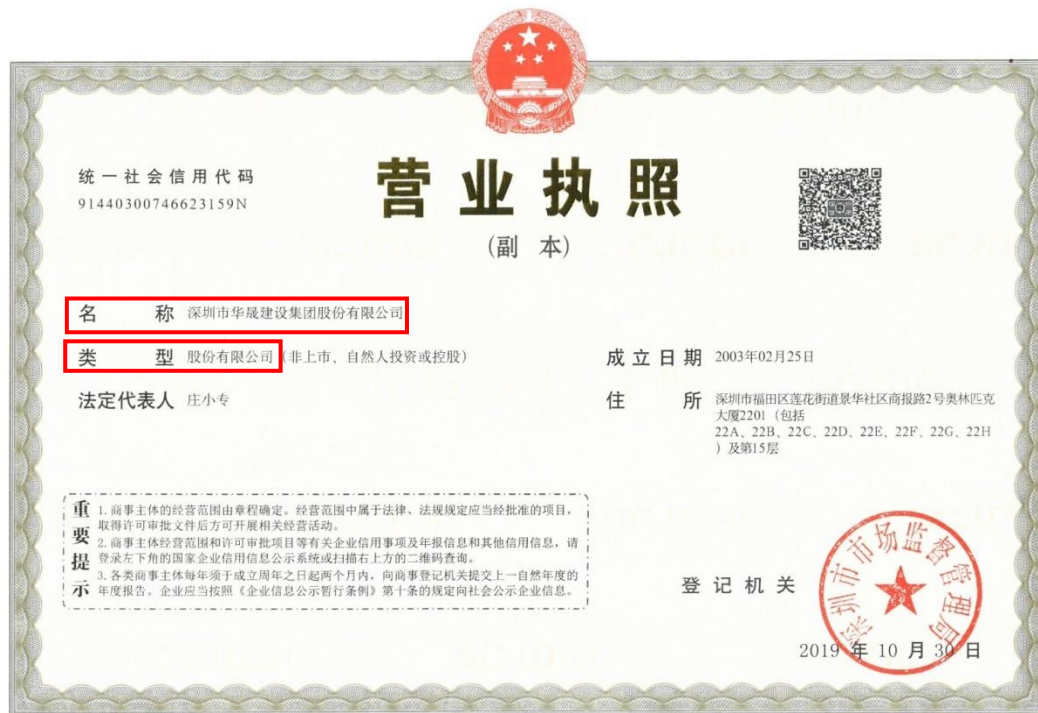 统一社会信用代码
91440300746623159N
营业执照
(副 本)
名 称 深圳市华晟建设集团股份有限公司
类 型 股份有限公司(非上市、自然人投资或控股)
法定代表人 庄小专
成立日期 2003年02月25日
住 所 深圳市福田区莲花街道景华社区商报路2号奥林匹克
大厦2201(包括
22A、22B、22C、22D、22E、22F、22G、22H
)及第15层
重要提示
1. 商事主体的经营范围由章程确定。经营范围中属于法律、法规规定应当经批准的项目,
取得许可审批文件后方可开展相关经营活动。
2. 商事主体经营范围和许可审批项目等有关企业信用事项及年报信息和其他信用信息,请
登录左下角的国家企业信用信息公示系统或扫描右上方的二维码查询。
3. 各类商事主体每年须于成立周年之日起两个月内,向商事登记机关提交上一自然年度的
年度报告。企业应当按照《企业信息公示暂行条例》第十条的规定向社会公示企业信息。
登记机关
深圳市市场监督管理局
2019 年 10 月 30 日